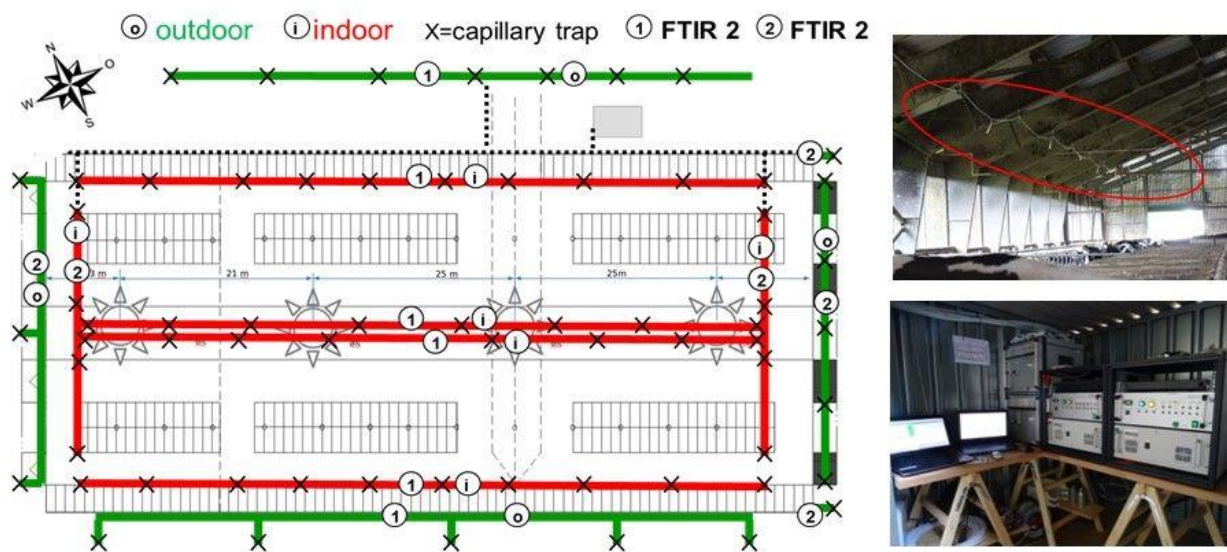 o outdoor i indoor X=capillary trap 1 FTIR 2 2 FTIR 2
N O
W S
1 o
2
1 i
i i o
2 2 3 m 21 m 25 m 25m 2
o 2
1 i
1 i
1 i
1 o 2